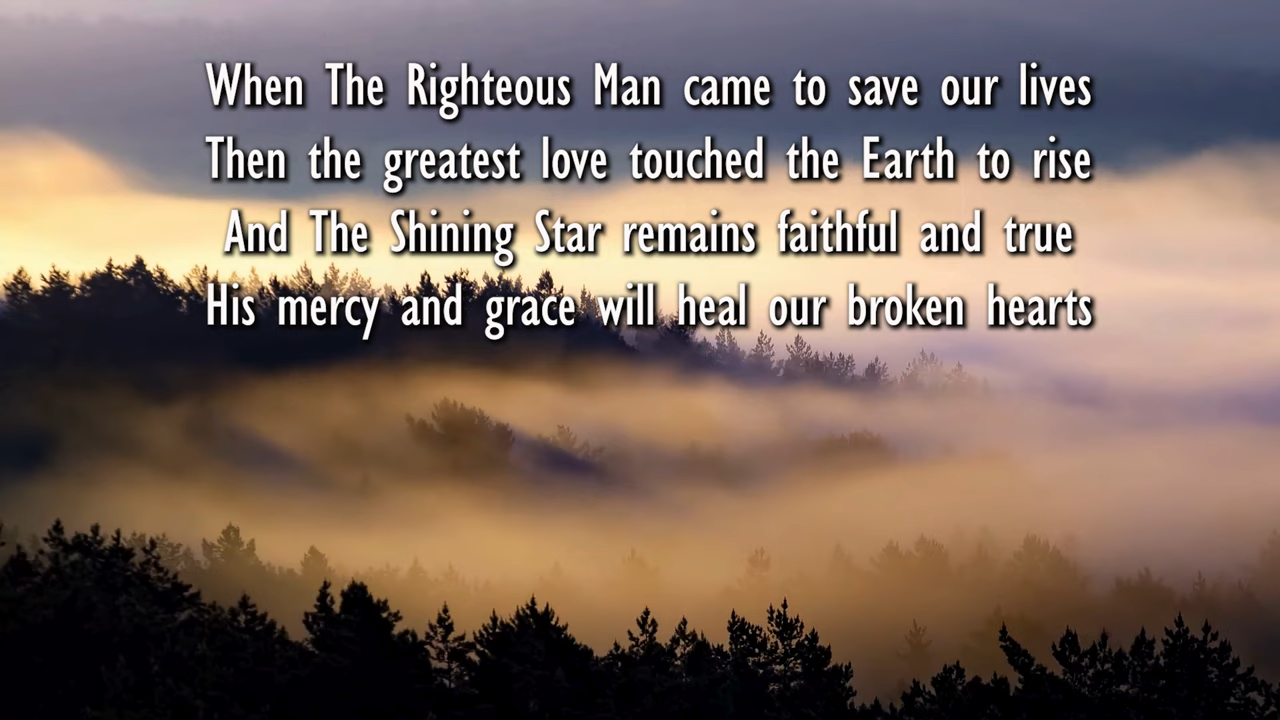 When The Righteous Man came to save our lives
Then the greatest love touched the Earth to rise
And The Shining Star remains faithful and true
His mercy and grace will heal our broken hearts